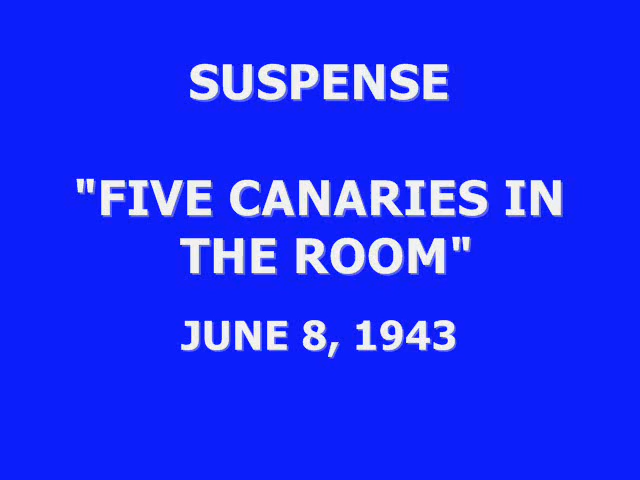 SUSPENSE
"FIVE CANARIES IN
THE ROOM"
JUNE 8, 1943